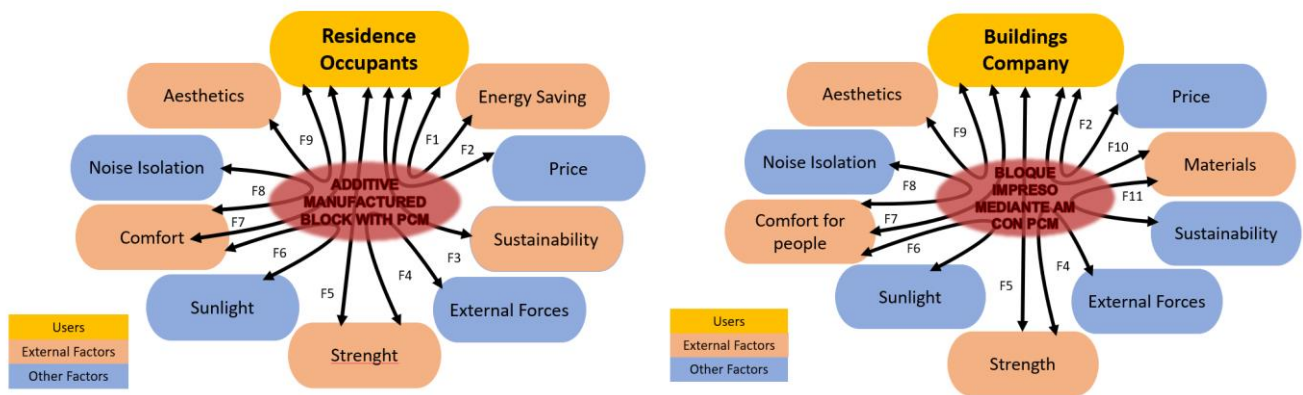 Residence
Occupants
Aesthetics
Energy Saving
F9
F1
Noise Isolation
F2
Price
ADDITIVE
MANUFACTURED
BLOCK WITH PCM
F8
F7
Comfort
Sustainability
F6
F3
F5
F4
Sunlight
External Forces
Strenght
Users
External Factors
Other Factors
Buildings
Company
Aesthetics
Price
F9
F2
Noise Isolation
F10
Materials
BLOQUE
IMPRESO
MEDIANTE AM
CON PCM
F8
F11
Comfort for
people
F7
Sustainability
F6
F5
F4
Sunlight
External Forces
Strength
Users
External Factors
Other Factors